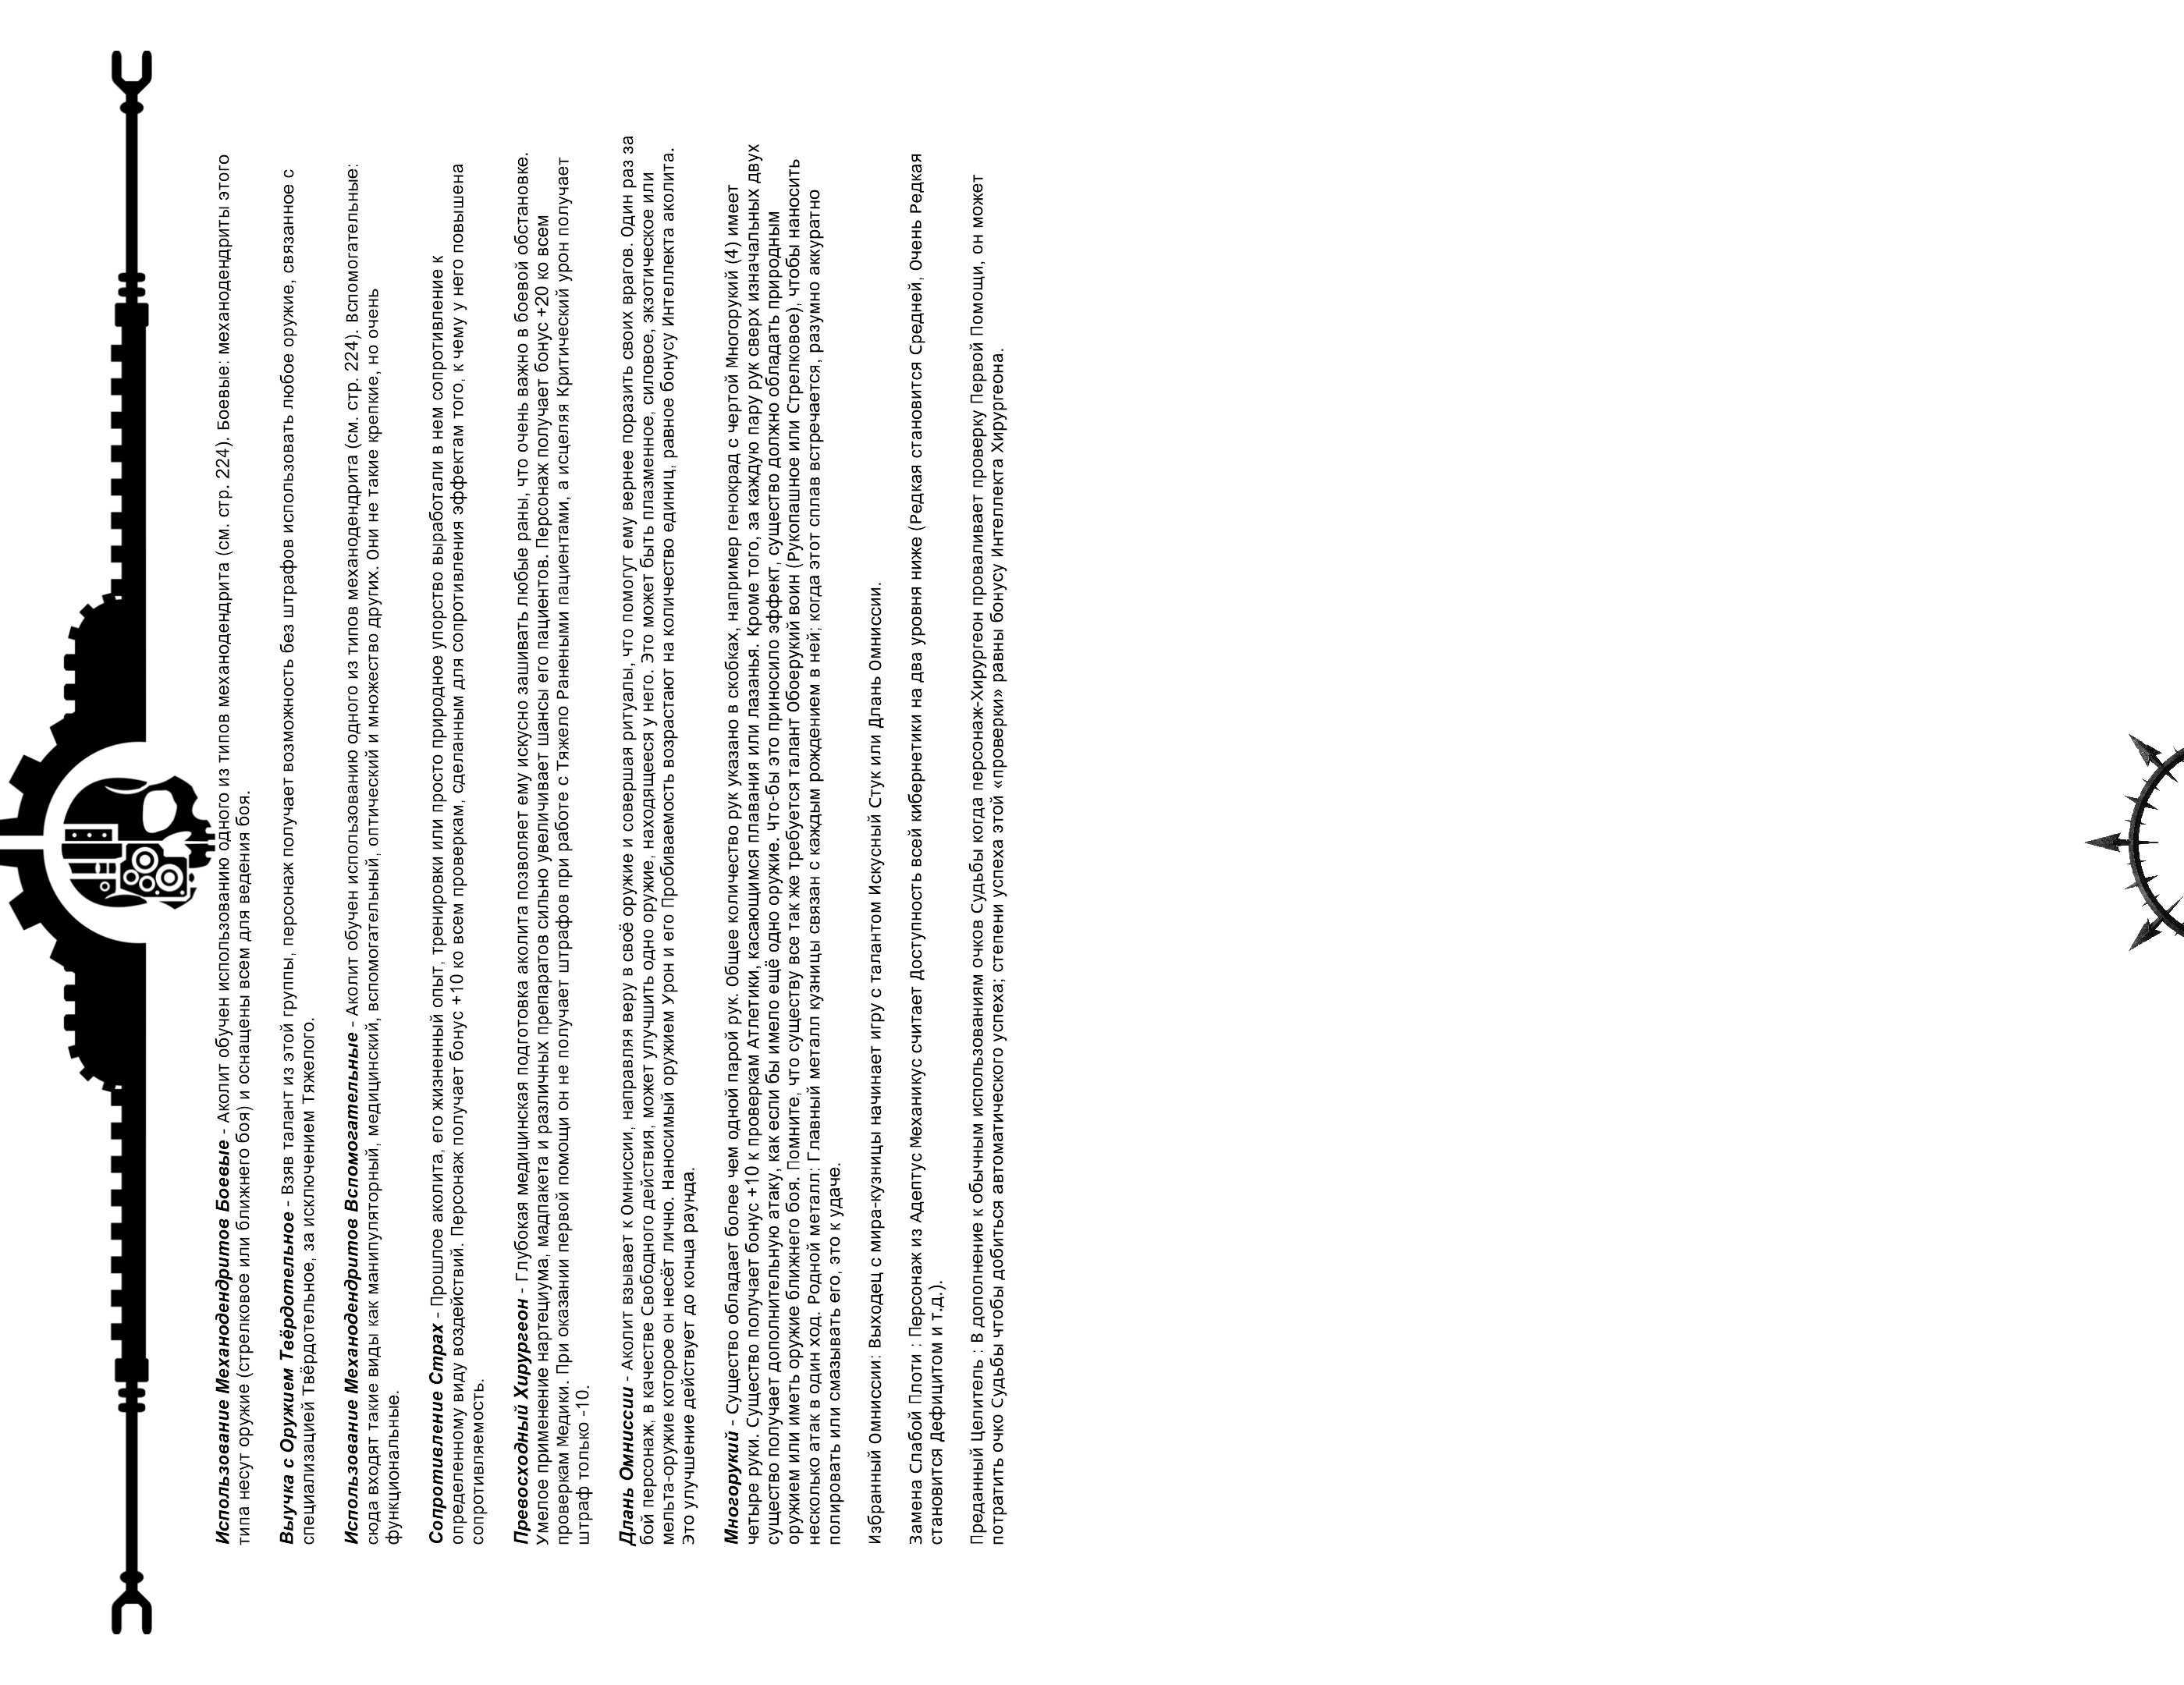 Использование Механодендритов Боевые - Аколит обучен использованию одного из типов механодендрита (см. стр. 224). Боевые: механодендриты этого
типа несут оружие (стрелковое или ближнего боя) и оснащены всем для ведения боя.
Выучка с Оружием Твёрдотельное - Взяв талант из этой группы, персонаж получает возможность без штрафов использовать любое оружие, связанное с
специализацией Твёрдотельное, за исключением Тяжелого.
Использование Механодендритов Вспомогательные - Аколит обучен использованию одного из типов механодендрита (см. стр. 224). Вспомогательные:
сюда входят такие виды как манипуляторный, медицинский, вспомогательный, оптический и множество других. Они не такие крепкие, но очень
функциональные.
Сопротивление Страх - Прошлое аколита, его жизненный опыт, тренировки или просто природное упорство выработали в нем сопротивление к
определенному виду воздействий. Персонаж получает бонус +10 ко всем проверкам, сделанным для сопротивления эффектам того, к чему у него повышена
сопротивляемость.
Превосходный Хирургеон - Глубокая медицинская подготовка аколита позволяет ему искусно зашивать любые раны, что очень важно в боевой обстановке.
Умелое применение нартециума, мадпакета и различных препаратов сильно увеличивает шансы его пациентов. Персонаж получает бонус +20 ко всем
проверкам Медики. При оказании первой помощи он не получает штрафов при работе с Тяжело Ранеными пациентами, а исцеляя Критический урон получает
штраф только -10.
Длань Омниссии - Аколит взывает к Омниссии, направляя веру в своё оружие и совершая ритуалы, что помогут ему вернее поразить своих врагов. Один раз за
бой персонаж, в качестве Свободного действия, может улучшить одно оружие, находящееся у него. Это может быть плазменное, силовое, экзотическое или
мельта-оружие которое он несёт лично. Наносимый оружием Урон и его Пробиваемость возрастают на количество единиц, равное бонусу Интеллекта аколита.
Это улучшение действует до конца раунда.
Многорукий - Существо обладает более чем одной парой рук. Общее количество рук указано в скобках, например генокрад с чертой Многорукий (4) имеет
четыре руки. Существо получает бонус +10 к проверкам Атлетики, касающимся плавания или лазанья. Кроме того, за каждую пару рук сверх изначальных двух
существо получает дополнительную атаку, как если бы имело ещё одно оружие. Что-бы это приносило эффект, существо должно обладать природным
оружием или иметь оружие ближнего боя. Помните, что существу все так же требуется талант Обоерукий воин (Рукопашное или Стрелковое), чтобы наносить
несколько атак в один ход. Родной металл: Главный металл кузницы связан с каждым рождением в ней; когда этот сплав встречается, разумно аккуратно
полировать или смазывать его, это к удаче.
Избранный Омниссии: Выходец с мира-кузницы начинает игру с талантом Искусный Стук или Длань Омниссии.
Замена Слабой Плоти : Персонаж из Адептус Механикус считает Доступность всей кибернетики на два уровня ниже (Редкая становится Средней, Очень Редкая
становится Дефицитом и т.д.).
Преданный Целитель : В дополнение к обычным использованиям очков Судьбы когда персонаж-Хирургеон проваливает проверку Первой Помощи, он может
потратить очко Судьбы чтобы добиться автоматического успеха; степени успеха этой «проверки» равны бонусу Интеллекта Хирургеона.